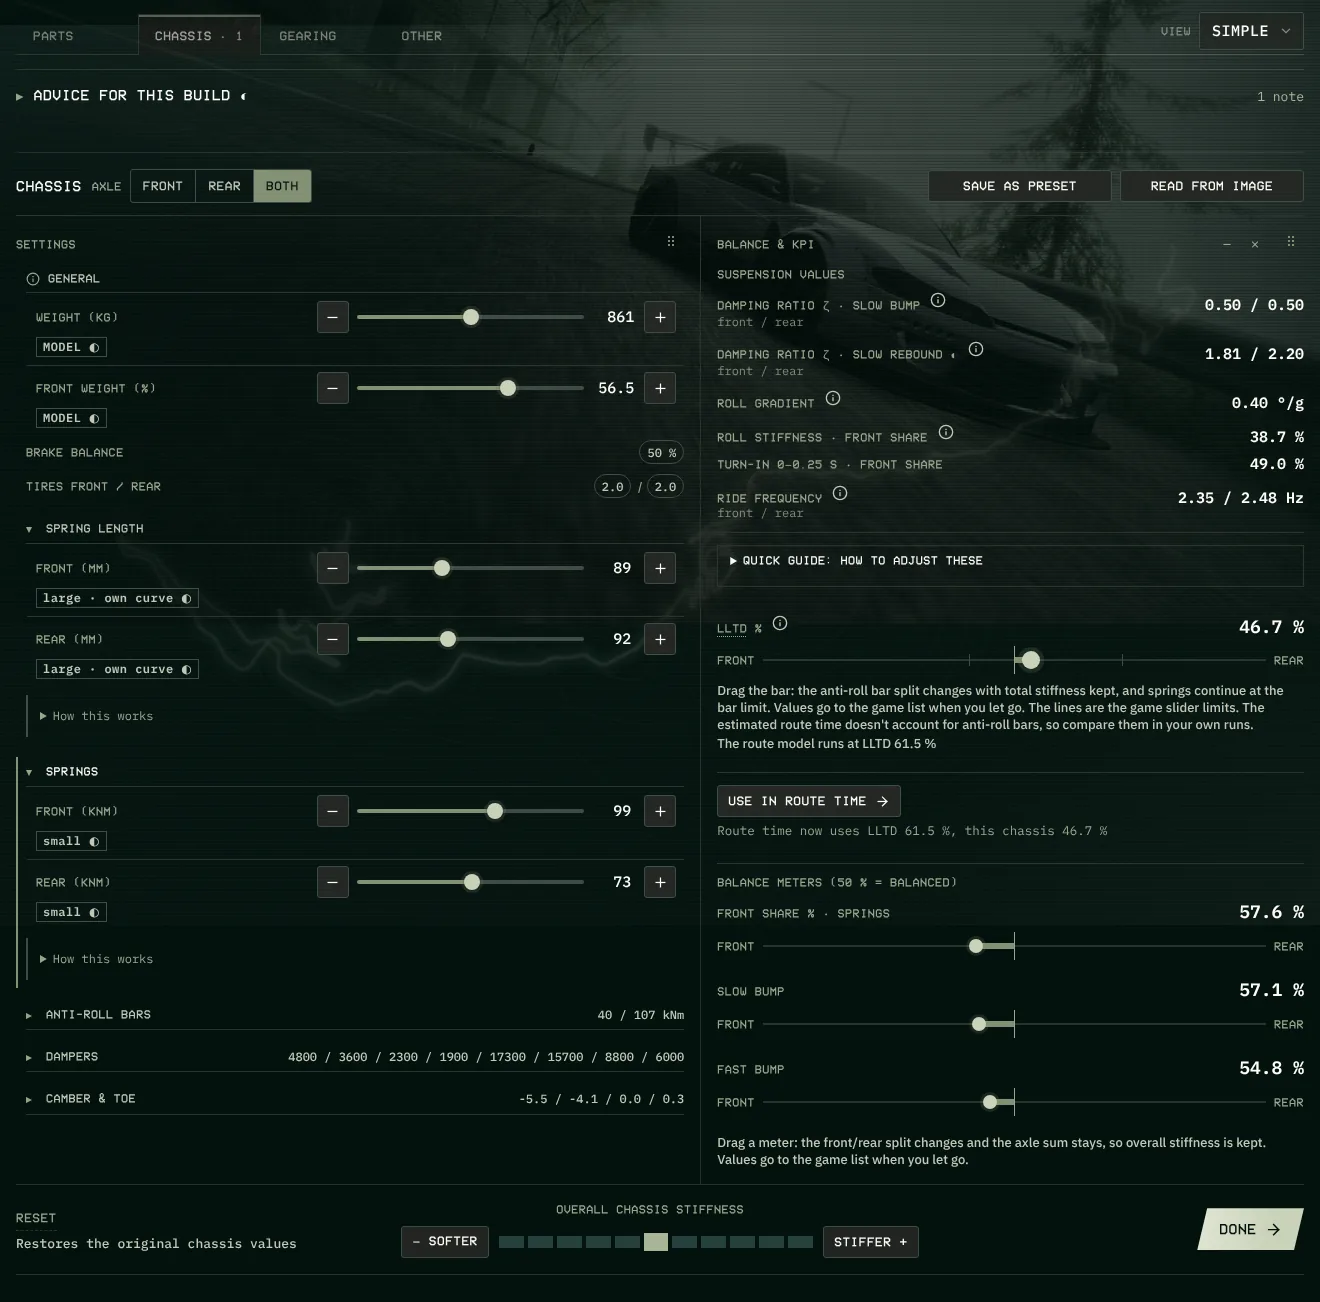 PARTS
CHASSIS · 1
GEARING
OTHER
VIEW
SIMPLE
ADVICE FOR THIS BUILD
1 note
CHASSIS
AXLE
FRONT
REAR
BOTH
SAVE AS PRESET
READ FROM IMAGE
SETTINGS
GENERAL
WEIGHT (KG)
861
MODEL
FRONT WEIGHT (%)
56.5
MODEL
BRAKE BALANCE
50 %
TIRES FRONT / REAR
2.0 / 2.0
SPRING LENGTH
FRONT (MM)
89
large · own curve
REAR (MM)
92
large · own curve
How this works
SPRINGS
FRONT (KNM)
99
small
REAR (KNM)
73
small
How this works
ANTI-ROLL BARS
40 / 107 kNm
DAMPERS
4800 / 3600 / 2300 / 1900 / 17300 / 15700 / 8800 / 6000
CAMBER & TOE
-5.5 / -4.1 / 0.0 / 0.3
BALANCE & KPI
SUSPENSION VALUES
DAMPING RATIO ζ · SLOW BUMP
0.50 / 0.50
front / rear
DAMPING RATIO ζ · SLOW REBOUND
1.81 / 2.20
front / rear
ROLL GRADIENT
0.40 °/g
ROLL STIFFNESS · FRONT SHARE
38.7 %
TURN-IN 0–0.25 S · FRONT SHARE
49.0 %
RIDE FREQUENCY
2.35 / 2.48 Hz
front / rear
QUICK GUIDE: HOW TO ADJUST THESE
LLTD %
46.7 %
FRONT
REAR
Drag the bar: the anti-roll bar split changes with total stiffness kept, and springs continue at the
bar limit. Values go to the game list when you let go. The lines are the game slider limits. The
estimated route time doesn't account for anti-roll bars, so compare them in your own runs.
The route model runs at LLTD 61.5 %
USE IN ROUTE TIME →
Route time now uses LLTD 61.5 %, this chassis 46.7 %
BALANCE METERS (50 % = BALANCED)
FRONT SHARE % · SPRINGS
57.6 %
FRONT
REAR
SLOW BUMP
57.1 %
FRONT
REAR
FAST BUMP
54.8 %
FRONT
REAR
Drag a meter: the front/rear split changes and the axle sum stays, so overall stiffness is kept.
Values go to the game list when you let go.
RESET
Restores the original chassis values
OVERALL CHASSIS STIFFNESS
− SOFTER
STIFFER +
DONE →